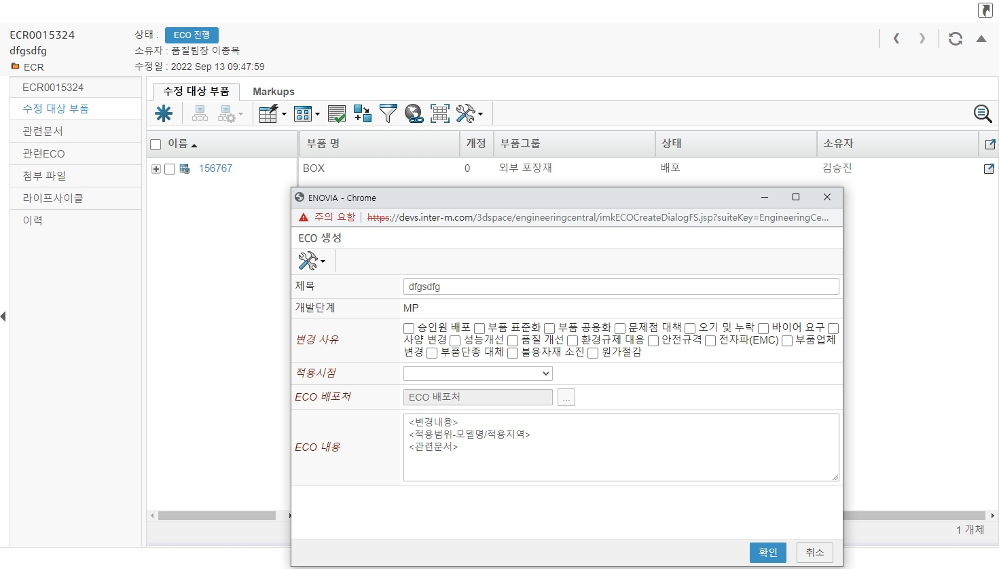 ECR0015324
dfgsdfg
ECR
상태 : ECO 진행
소유자 : 품질팀장 이종복
수정일 : 2022 Sep 13 09:47:59
ECR0015324
수정 대상 부품
관련문서
관련ECO
첨부 파일
라이프사이클
이력
수정 대상 부품 Markups
이름 부품 명 개정 부품그룹 상태 소유자
156767 BOX 0 외부 포장재 배포 김승진
ENOVIA - Chrome
주의 요함 https://devs.inter-m.com/3dspace/engineeringcentral/imkECOCreateDialogFS.jsp?suiteKey=EngineeringCe...
ECO 생성
제목 dfgsdfg
개발단계 MP
변경 사유
승인원 배포 부품 표준화 부품 공용화 문제점 대책 오기 및 누락 바이어 요구
사양 변경 성능개선 품질 개선 환경규제 대응 안전규격 전자파(EMC) 부품업체
변경 부품단종 대체 불용자재 소진 원가절감
적용시점
ECO 배포처 ECO 배포처 ...
ECO 내용
<변경내용>
<적용범위-모델명/적용지역>
<관련문서>
1 개체
확인 취소